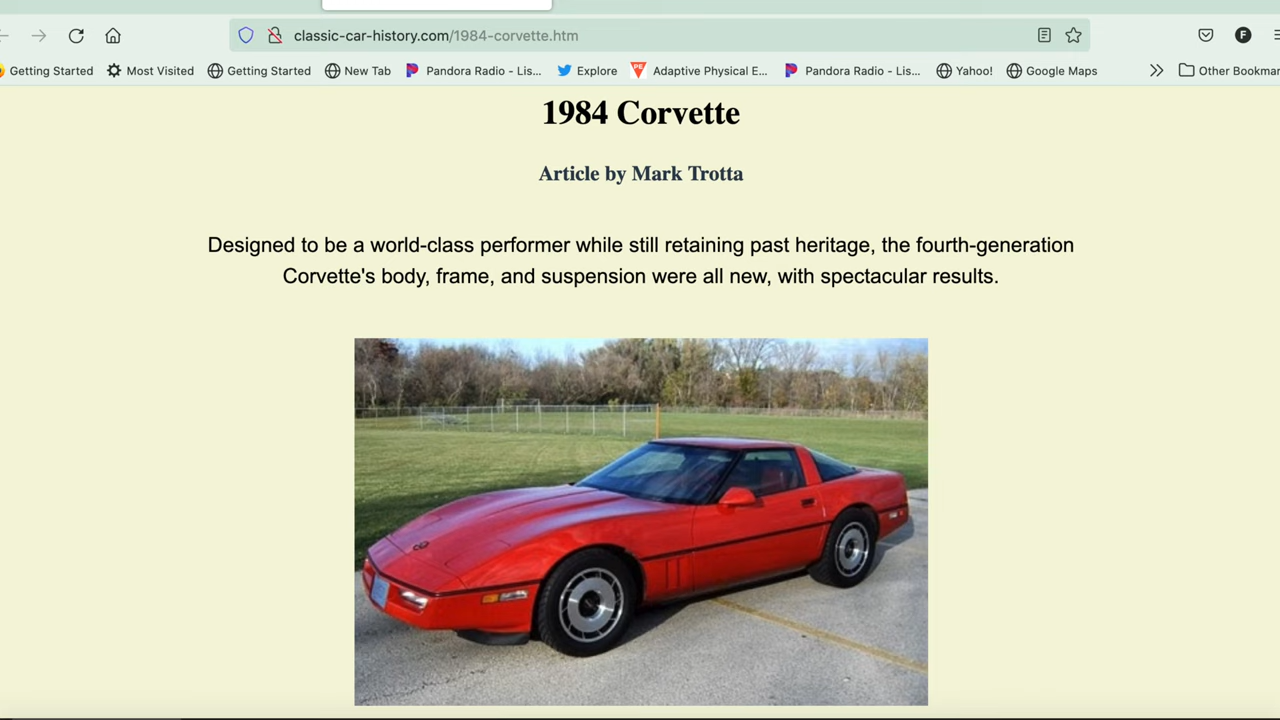 classic-car-history.com/1984-corvette.htm
F
Getting Started
Most Visited
Getting Started
New Tab
Pandora Radio - Lis...
Explore
PE
Adaptive Physical E...
Pandora Radio - Lis...
Yahoo!
Google Maps
Other Bookmar
1984 Corvette
Article by Mark Trotta
Designed to be a world-class performer while still retaining past heritage, the fourth-generation
Corvette's body, frame, and suspension were all new, with spectacular results.